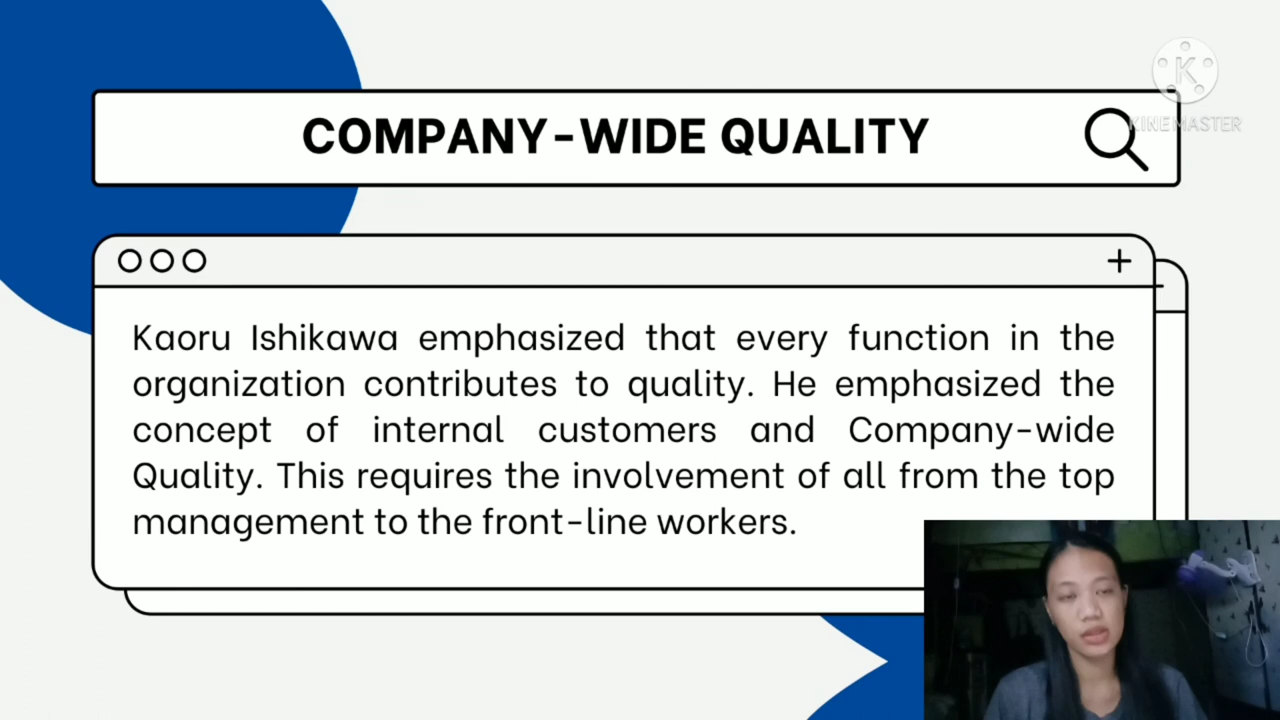 COMPANY-WIDE QUALITY
KINEMASTER
Kaoru Ishikawa emphasized that every function in the
organization contributes to quality. He emphasized the
concept of internal customers and Company-wide
Quality. This requires the involvement of all from the top
management to the front-line workers.